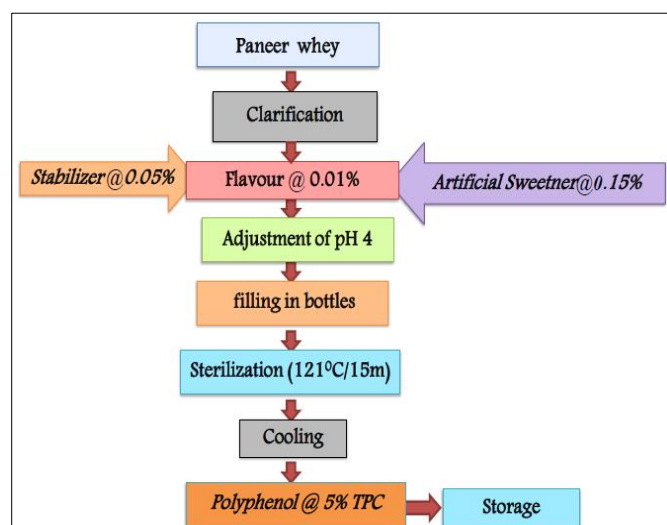 Paneer whey
Clarification
Stabilizer @0.05%
Flavour @ 0.01%
Artificial Sweetner@0.15%
Adjustment of pH 4
filling in bottles
Sterilization (121⁰C/15m)
Cooling
Polyphenol @ 5% TPC
Storage